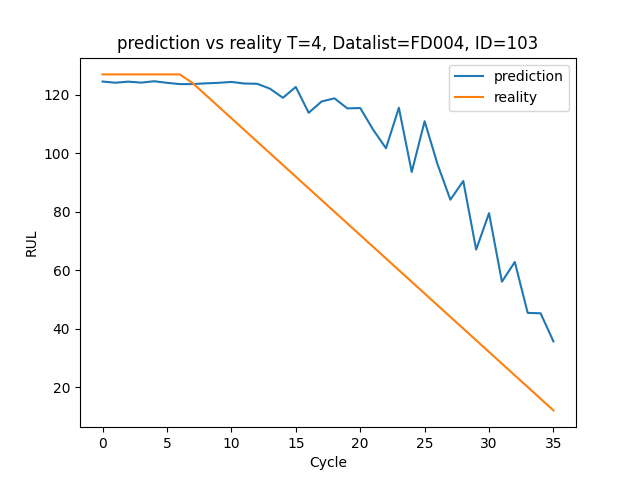 prediction vs reality T=4, Datalist=FD004, ID=103
prediction
reality
120
100
80
60
40
20
RUL
0 5 10 15 20 25 30 35
Cycle